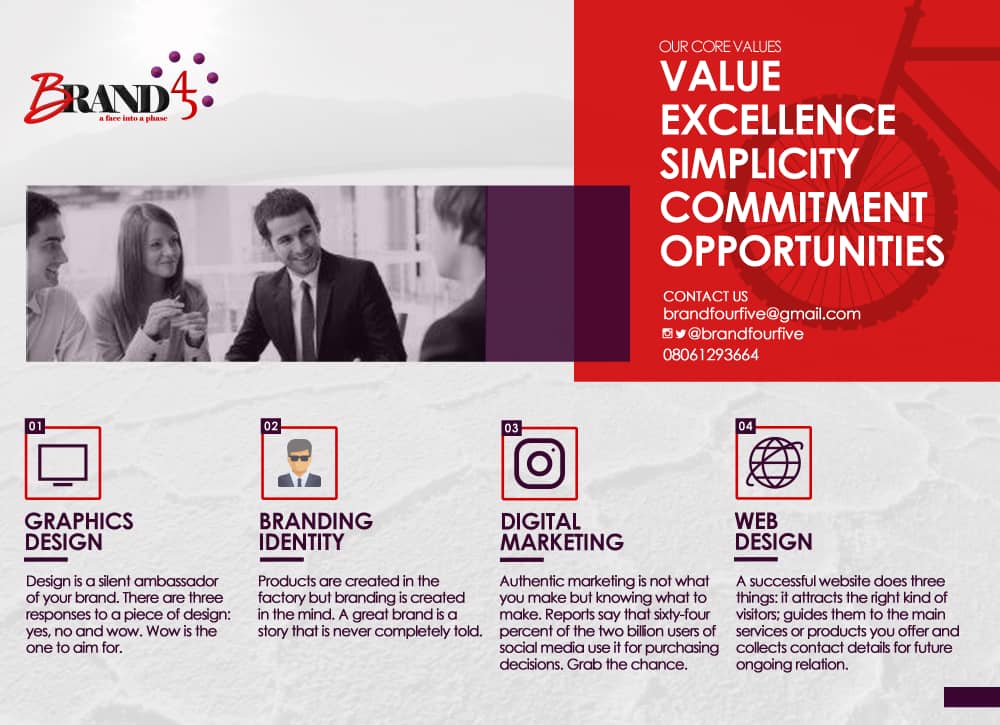 BRAND45
a face into a phase
OUR CORE VALUES
VALUE
EXCELLENCE
SIMPLICITY
COMMITMENT
OPPORTUNITIES
CONTACT US
brandfourfive@gmail.com
@brandfourfive
08061293664
01
GRAPHICS
DESIGN
Design is a silent ambassador
of your brand. There are three
responses to a piece of design:
yes, no and wow. Wow is the
one to aim for.
02
BRANDING
IDENTITY
Products are created in the
factory but branding is created
in the mind. A great brand is a
story that is never completely told.
03
DIGITAL
MARKETING
Authentic marketing is not what
you make but knowing what to
make. Reports say that sixty-four
percent of the two billion users of
social media use it for purchasing
decisions. Grab the chance.
04
WEB
DESIGN
A successful website does three
things: it attracts the right kind of
visitors; guides them to the main
services or products you offer and
collects contact details for future
ongoing relation.